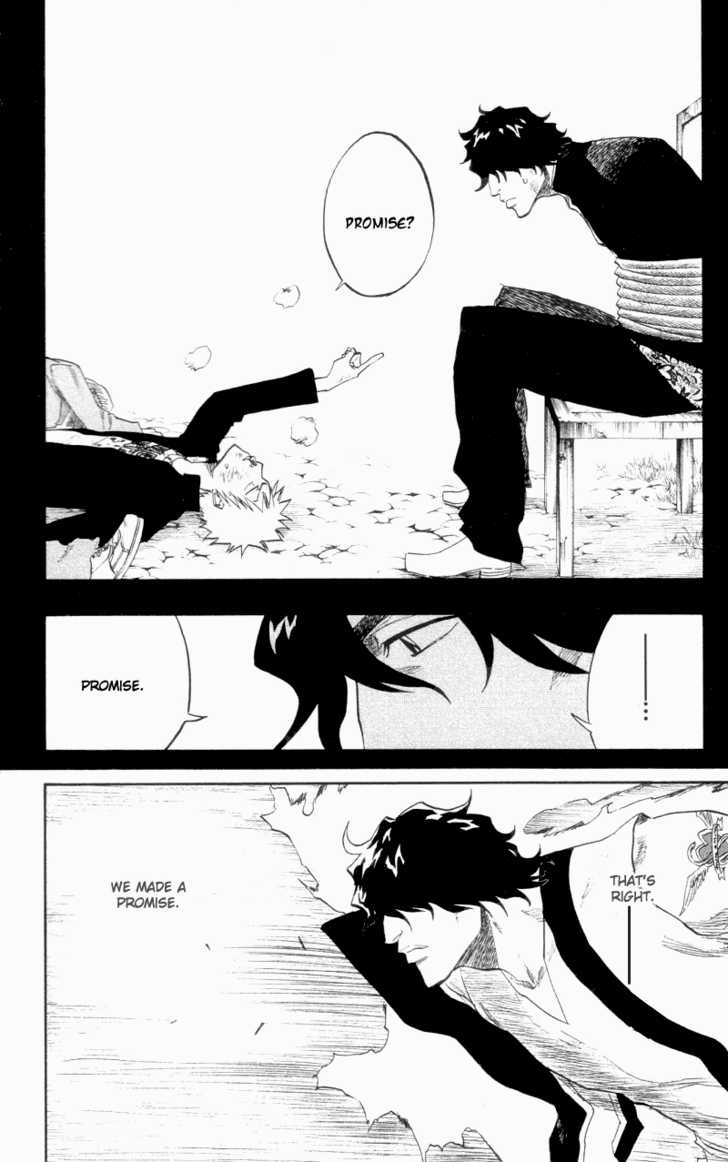 PROMISE?
――...
PROMISE.
THAT'S
RIGHT.――
WE MADE A
PROMISE.